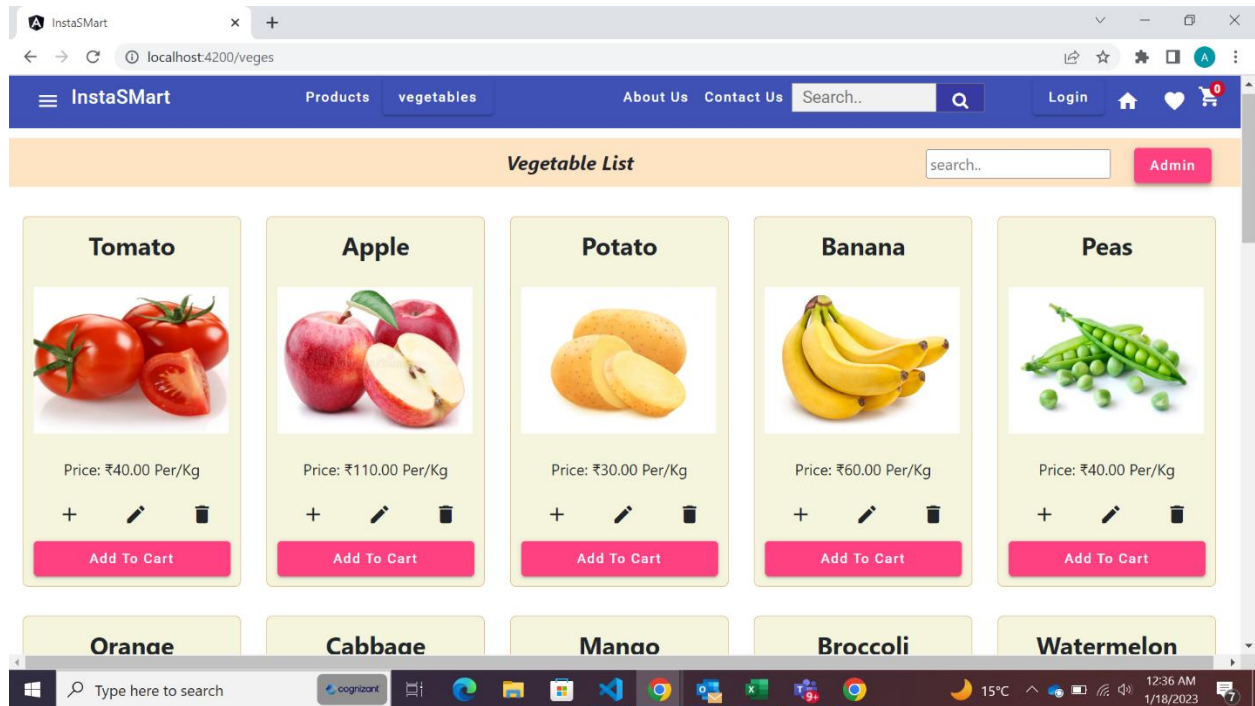 InstaSMart
localhost:4200/veges
A
InstaSMart Products vegetables About Us Contact Us Search.. Login 0
Vegetable List search.. Admin
Tomato Apple Potato Banana Peas
Price: ₹40.00 Per/Kg Price: ₹110.00 Per/Kg Price: ₹30.00 Per/Kg Price: ₹60.00 Per/Kg Price: ₹40.00 Per/Kg
Add To Cart Add To Cart Add To Cart Add To Cart Add To Cart
Orange Cabbage Mango Broccoli Watermelon
Type here to search cognizant 9+ 15°C 12:36 AM
1/18/2023 7